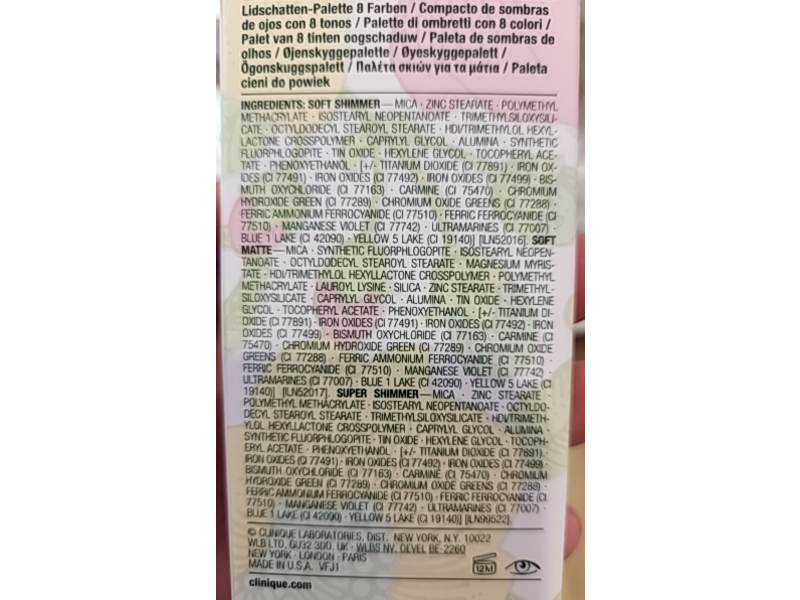 Lidschatten-Palette 8 Farben / Compacto de sombras
de ojos con 8 tonos / Palette di ombretti con 8 colori /
Palet van 8 tinten oogschaduw / Paleta de sombras de
olhos / Øjenskyggepalette / Øyeskyggepalett /
Ögonskuggspalett / Παλέτα σκιών για τα μάτια / Paleta
cieni do powiek
INGREDIENTS: SOFT SHIMMER — MICA · ZINC STEARATE · POLYMETHYL
METHACRYLATE · ISOSTEARYL NEOPENTANOATE · TRIMETHYLSILOXYSILI-
CATE · OCTYLDODECYL STEAROYL STEARATE · HDI/TRIMETHYLOL HEXYL-
LACTONE CROSSPOLYMER · CAPRYLYL GLYCOL · ALUMINA · SYNTHETIC
FLUORPHLOGOPITE · TIN OXIDE · HEXYLENE GLYCOL · TOCOPHERYL ACE-
TATE · PHENOXYETHANOL · [+/- TITANIUM DIOXIDE (CI 77891) · IRON OX-
IDES (CI 77491) · IRON OXIDES (CI 77492) · IRON OXIDES (CI 77499) · BIS-
MUTH OXYCHLORIDE (CI 77163) · CARMINE (CI 75470) · CHROMIUM
HYDROXIDE GREEN (CI 77289) · CHROMIUM OXIDE GREENS (CI 77288) ·
FERRIC AMMONIUM FERROCYANIDE (CI 77510) · FERRIC FERROCYANIDE (CI
77510) · MANGANESE VIOLET (CI 77742) · ULTRAMARINES (CI 77007) ·
BLUE 1 LAKE (CI 42090) · YELLOW 5 LAKE (CI 19140)] [ILN52016]. SOFT
MATTE — MICA · SYNTHETIC FLUORPHLOGOPITE · ISOSTEARYL NEOPEN-
TANOATE · OCTYLDODECYL STEAROYL STEARATE · MAGNESIUM MYRIS-
TATE · HDI/TRIMETHYLOL HEXYLLACTONE CROSSPOLYMER · POLYMETHYL
METHACRYLATE · LAUROYL LYSINE · SILICA · ZINC STEARATE · TRIMETHYL-
SILOXYSILICATE · CAPRYLYL GLYCOL · ALUMINA · TIN OXIDE · HEXYLENE
GLYCOL · TOCOPHERYL ACETATE · PHENOXYETHANOL · [+/- TITANIUM DI-
OXIDE (CI 77891) · IRON OXIDES (CI 77491) · IRON OXIDES (CI 77492) · IRON
OXIDES (CI 77499) · BISMUTH OXYCHLORIDE (CI 77163) · CARMINE (CI
75470) · CHROMIUM HYDROXIDE GREEN (CI 77289) · CHROMIUM OXIDE
GREENS (CI 77288) · FERRIC AMMONIUM FERROCYANIDE (CI 77510) ·
FERRIC FERROCYANIDE (CI 77510) · MANGANESE VIOLET (CI 77742) ·
ULTRAMARINES (CI 77007) · BLUE 1 LAKE (CI 42090) · YELLOW 5 LAKE (CI
19140)] [ILN52017]. SUPER SHIMMER — MICA · ZINC STEARATE ·
POLYMETHYL METHACRYLATE · ISOSTEARYL NEOPENTANOATE · OCTYLDO-
DECYL STEAROYL STEARATE · TRIMETHYLSILOXYSILICATE · HDI/TRIMETH-
YLOL HEXYLLACTONE CROSSPOLYMER · CAPRYLYL GLYCOL · ALUMINA ·
SYNTHETIC FLUORPHLOGOPITE · TIN OXIDE · HEXYLENE GLYCOL · TOCOPH-
ERYL ACETATE · PHENOXYETHANOL · [+/- TITANIUM DIOXIDE (CI 77891) ·
IRON OXIDES (CI 77491) · IRON OXIDES (CI 77492) · IRON OXIDES (CI 77499) ·
BISMUTH OXYCHLORIDE (CI 77163) · CARMINE (CI 75470) · CHROMIUM
HYDROXIDE GREEN (CI 77289) · CHROMIUM OXIDE GREENS (CI 77288) ·
FERRIC AMMONIUM FERROCYANIDE (CI 77510) · FERRIC FERROCYANIDE (CI
77510) · MANGANESE VIOLET (CI 77742) · ULTRAMARINES (CI 77007) ·
BLUE 1 LAKE (CI 42090) · YELLOW 5 LAKE (CI 19140)] [ILN99522].
© CLINIQUE LABORATORIES, DIST. NEW YORK, N.Y. 10022
WLB LTD, GU32 3DD, UK · WLBS NV, OEVEL BE-2260
NEW YORK · LONDON · PARIS
MADE IN U.S.A. VFJ1
12M
clinique.com